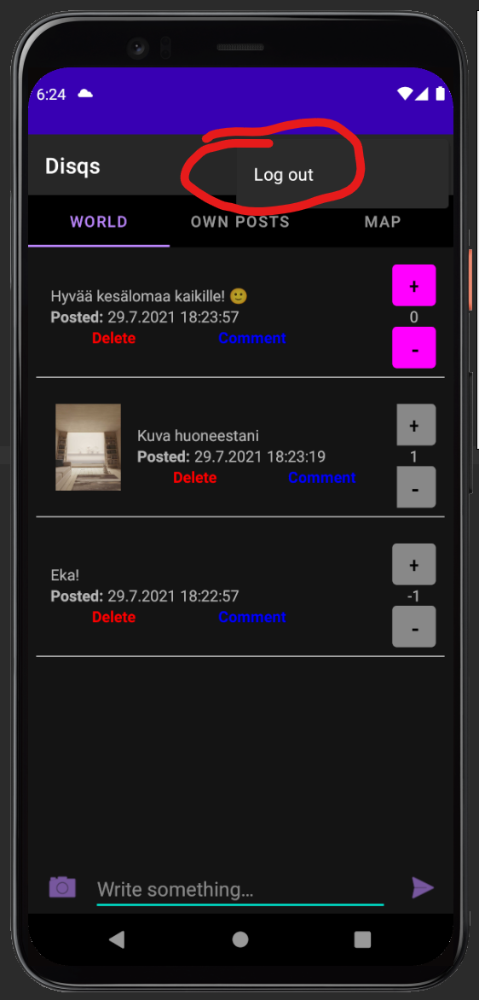 6:24
Disqs
Log out
WORLD OWN POSTS MAP
Hyvää kesälomaa kaikille! 🙂
Posted: 29.7.2021 18:23:57
Delete Comment
+
0
-
Kuva huoneestani
Posted: 29.7.2021 18:23:19
Delete Comment
+
1
-
Eka!
Posted: 29.7.2021 18:22:57
Delete Comment
+
-1
-
Write something...